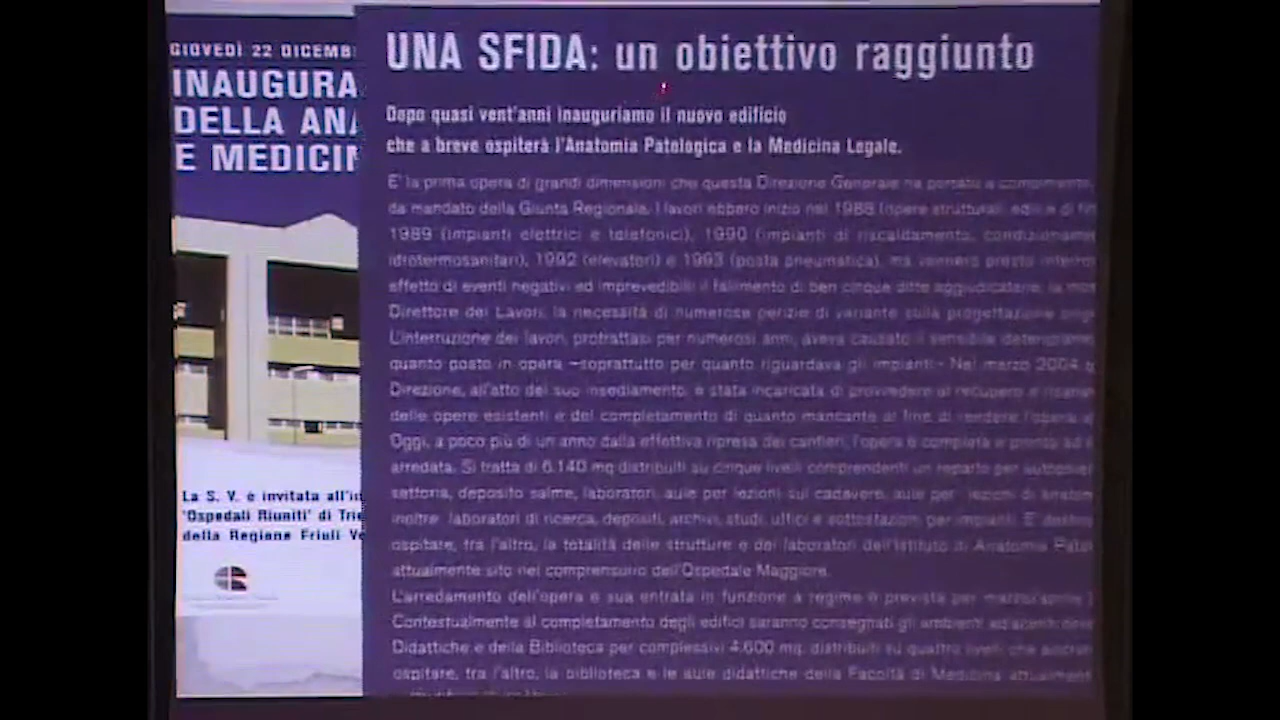 GIOVEDÌ 22 DICEMB
INAUGURA
DELLA ANA
E MEDICIN
La S. V. è invitata all'in
'Ospedali Riuniti' di Trie
della Regione Friuli Ve
UNA SFIDA: un obiettivo raggiunto
Dopo quasi vent'anni inauguriamo il nuovo edificio
che a breve ospiterà l'Anatomia Patologica e la Medicina Legale.
E' la prima opera di grandi dimensioni che questa Direzione Generale ha portato a compimento,
da mandato della Giunta Regionale. I lavori ebbero inizio nel 1988 (opere strutturali, edili e di fin
1989 (impianti elettrici e telefonici), 1990 (impianti di riscaldamento, condizioname
idrotermosanitari), 1992 (elevatori) e 1993 (posta pneumatica), ma vennero presto interro
effetto di eventi negativi ed imprevedibili: il fallimento di ben cinque ditte aggiudicatarie, la mor
Direttore dei Lavori, la necessità di numerose perizie di variante sulla progettazione orig
L'interruzione dei lavori, protrattasi per numerosi anni, aveva causato il sensibile deteriorame
quanto posto in opera –soprattutto per quanto riguardava gli impianti- Nel marzo 2004 q
Direzione, all'atto del suo insediamento, è stata incaricata di provvedere al recupero e risana
delle opere esistenti e del completamento di quanto mancante al fine di rendere l'opera
Oggi, a poco più di un anno dalla effettiva ripresa dei cantieri, l'opera è completa e pronta ad
arredata. Si tratta di 6.140 mq distribuiti su cinque livelli comprendenti un reparto per autopsie
settoria, deposito salme, laboratori, aule per lezioni sul cadavere, aule per lezioni di anatom
inoltre laboratori di ricerca, depositi, archivi, studi, uffici e sottostazioni per impianti. E' destin
ospitare, tra l'altro, la totalità delle strutture e dei laboratori dell'Istituto di Anatomia Patol
attualmente sito nel comprensorio dell'Ospedale Maggiore.
L'arredamento dell'opera e sua entrata in funzione a regime è prevista per marzo/aprile
Contestualmente al completamento degli edifici saranno consegnati gli ambienti adiacenti
Didattiche e della Biblioteca per complessivi 4.600 mq. distribuiti su quattro livelli che andran
ospitare, tra l'altro, la biblioteca e le aule didattiche della Facoltà di Medicina attualment